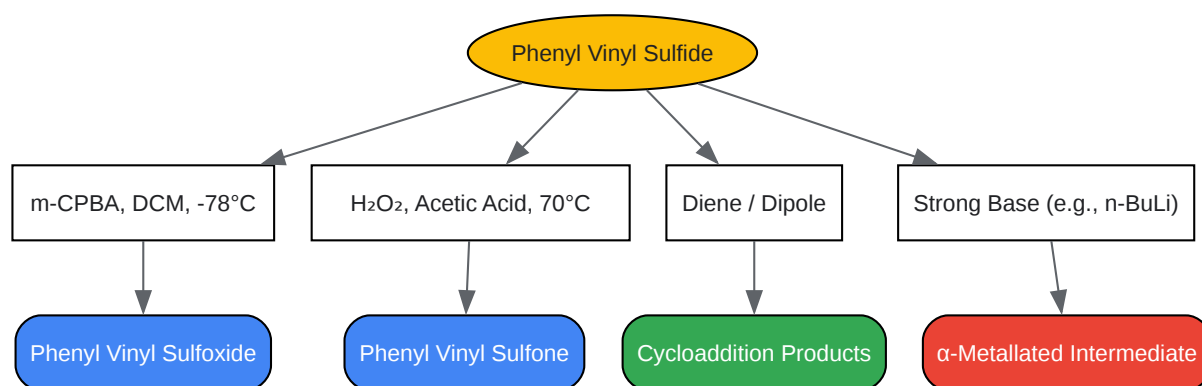 Phenyl Vinyl Sulfide
m-CPBA, DCM, -78°C
H₂O₂, Acetic Acid, 70°C
Diene / Dipole
Strong Base (e.g., n-BuLi)
Phenyl Vinyl Sulfoxide
Phenyl Vinyl Sulfone
Cycloaddition Products
α-Metallated Intermediate